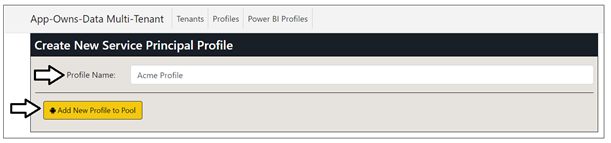 App-Owns-Data Multi-Tenant Tenants Profiles Power BI Profiles
Create New Service Principal Profile
Profile Name: Acme Profile
Add New Profile to Pool